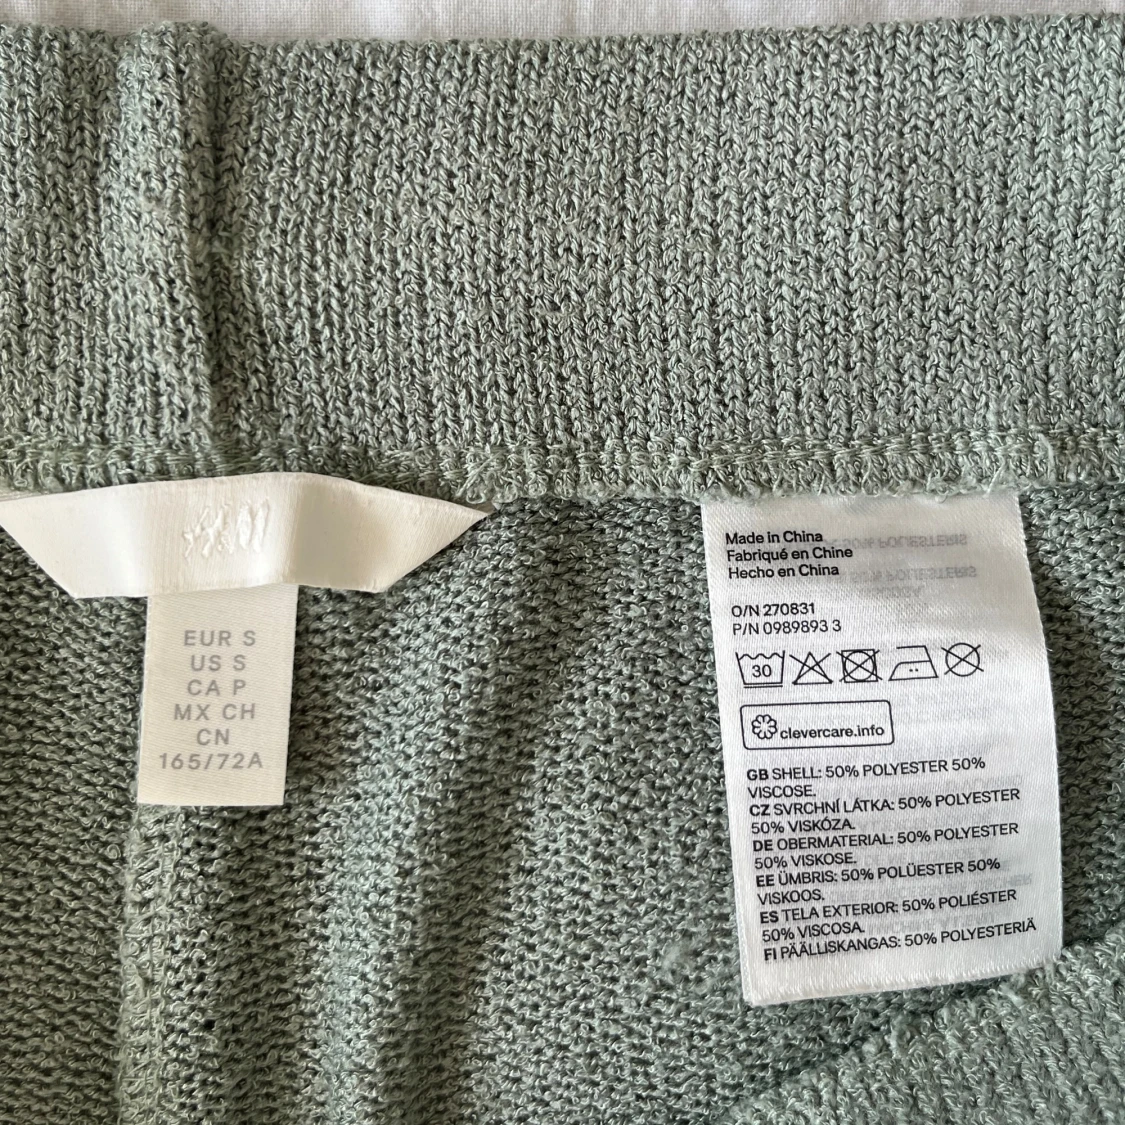 H&M
EUR S
US S
CA P
MX CH
CN
165/72A
Made in China
Fabriqué en Chine
Hecho en China
O/N 270831
P/N 0989893 3
30
clevercare.info
GB SHELL: 50% POLYESTER 50%
VISCOSE.
CZ SVRCHNÍ LÁTKA: 50% POLYESTER
50% VISKÓZA.
DE OBERMATERIAL: 50% POLYESTER
50% VISKOSE.
EE ÜMBRIS: 50% POLÜESTER 50%
VISKOOS.
ES TELA EXTERIOR: 50% POLIÉSTER
50% VISCOSA.
FI PÄÄLLISKANGAS: 50% POLYESTERIÄ